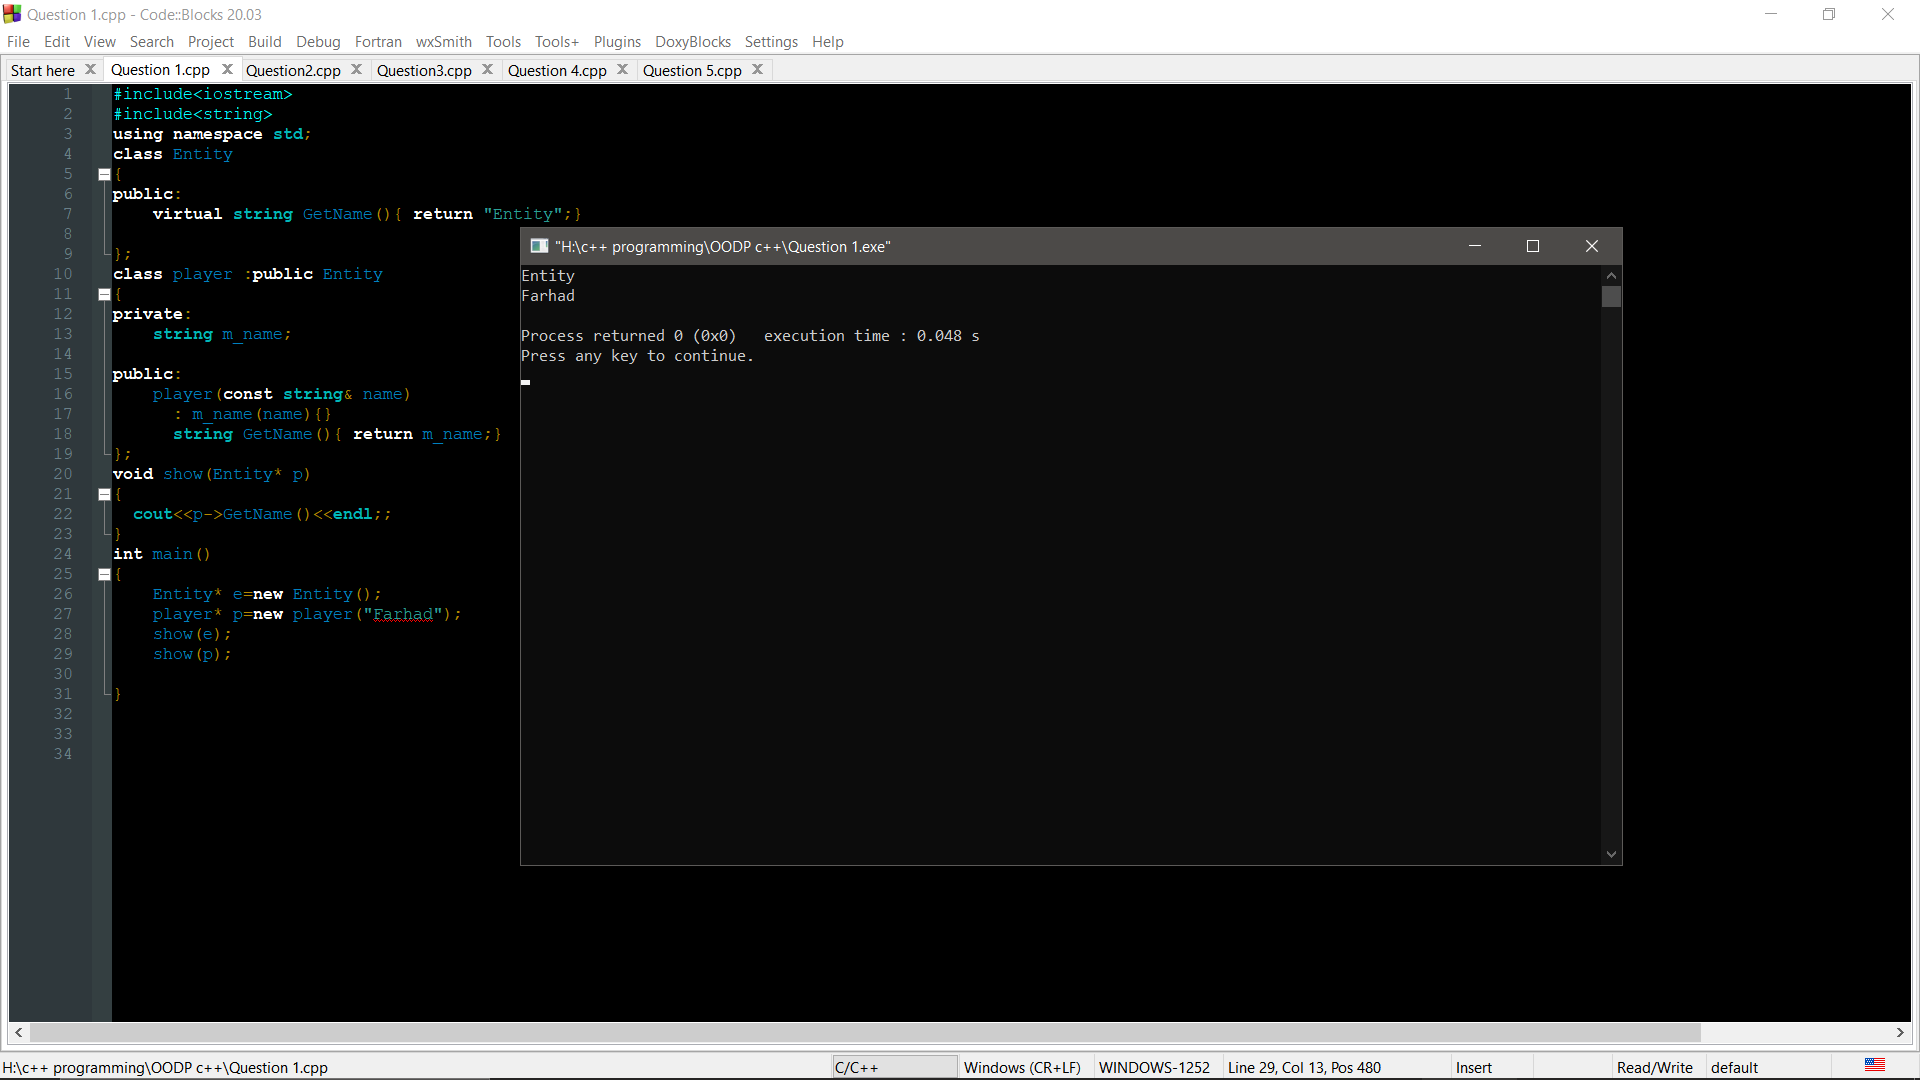 Question 1.cpp - Code::Blocks 20.03
File Edit View Search Project Build Debug Fortran wxSmith Tools Tools+ Plugins DoxyBlocks Settings Help
Start here Question 1.cpp Question2.cpp Question3.cpp Question 4.cpp Question 5.cpp
1 #include<iostream>
2 #include<string>
3 using namespace std;
4 class Entity
5 {
6 public:
7     virtual string GetName(){ return "Entity";}
8
9 };
10 class player :public Entity
11 {
12 private:
13     string m_name;
14
15 public:
16     player(const string& name)
17       : m_name(name){}
18       string GetName(){ return m_name;}
19 };
20 void show(Entity* p)
21 {
22   cout<<p->GetName()<<endl;;
23 }
24 int main()
25 {
26     Entity* e=new Entity();
27     player* p=new player("Farhad");
28     show(e);
29     show(p);
30
31 }
32
33
34
"H:\c++ programming\OODP c++\Question 1.exe"
Entity
Farhad
Process returned 0 (0x0)   execution time : 0.048 s
Press any key to continue.
H:\c++ programming\OODP c++\Question 1.cpp C/C++ Windows (CR+LF) WINDOWS-1252 Line 29, Col 13, Pos 480 Insert Read/Write default